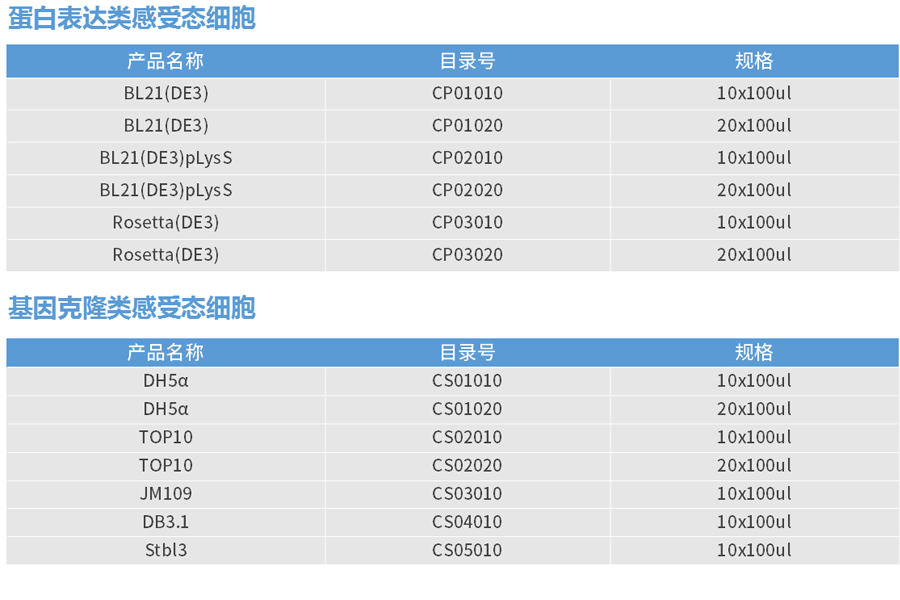 蛋白表达类感受态细胞
产品名称 目录号 规格
BL21(DE3) CP01010 10x100ul
BL21(DE3) CP01020 20x100ul
BL21(DE3)pLysS CP02010 10x100ul
BL21(DE3)pLysS CP02020 20x100ul
Rosetta(DE3) CP03010 10x100ul
Rosetta(DE3) CP03020 20x100ul
基因克隆类感受态细胞
产品名称 目录号 规格
DH5α CS01010 10x100ul
DH5α CS01020 20x100ul
TOP10 CS02010 10x100ul
TOP10 CS02020 20x100ul
JM109 CS03010 10x100ul
DB3.1 CS04010 10x100ul
Stbl3 CS05010 10x100ul